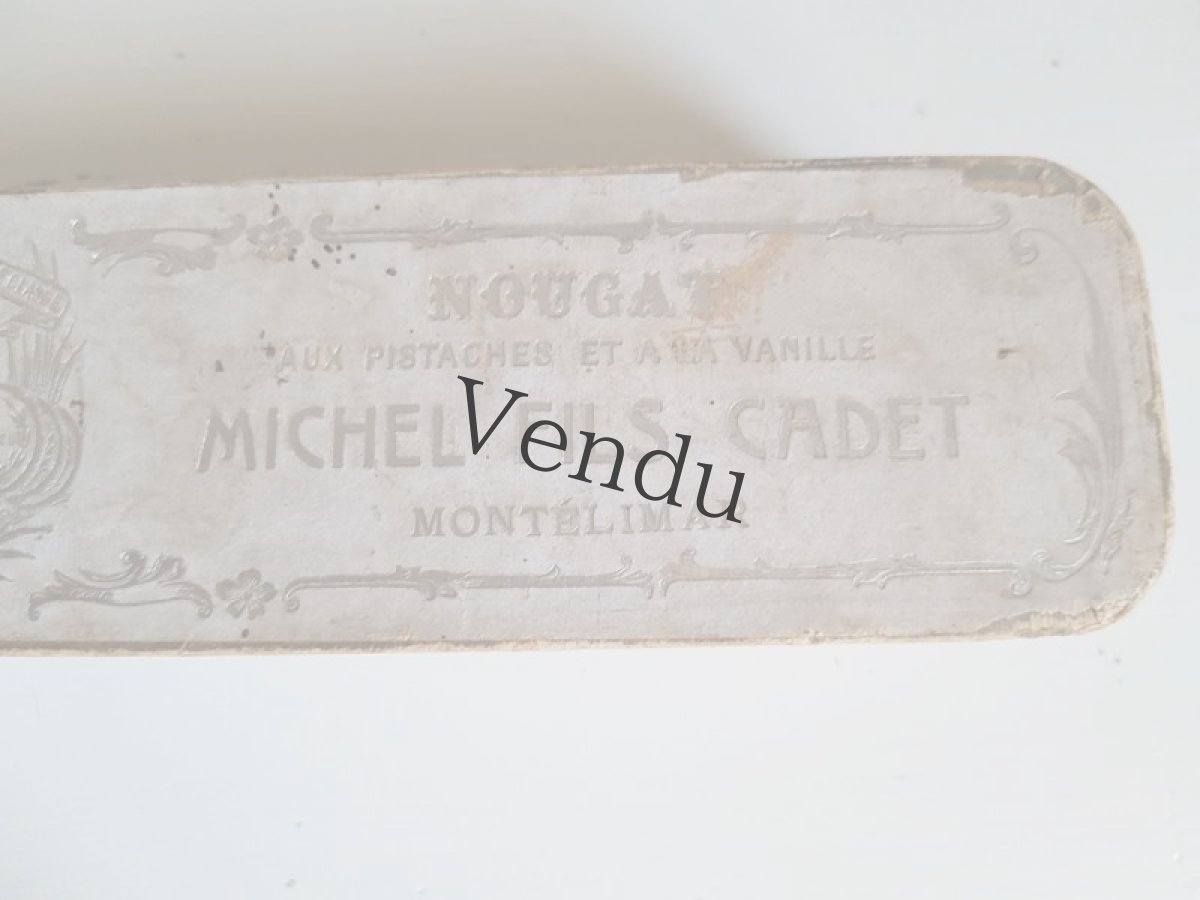 NOUGAT
AUX PISTACHES ET A LA VANILLE
MICHEL FILS CADET
Vendu
MONTÉLIMAR